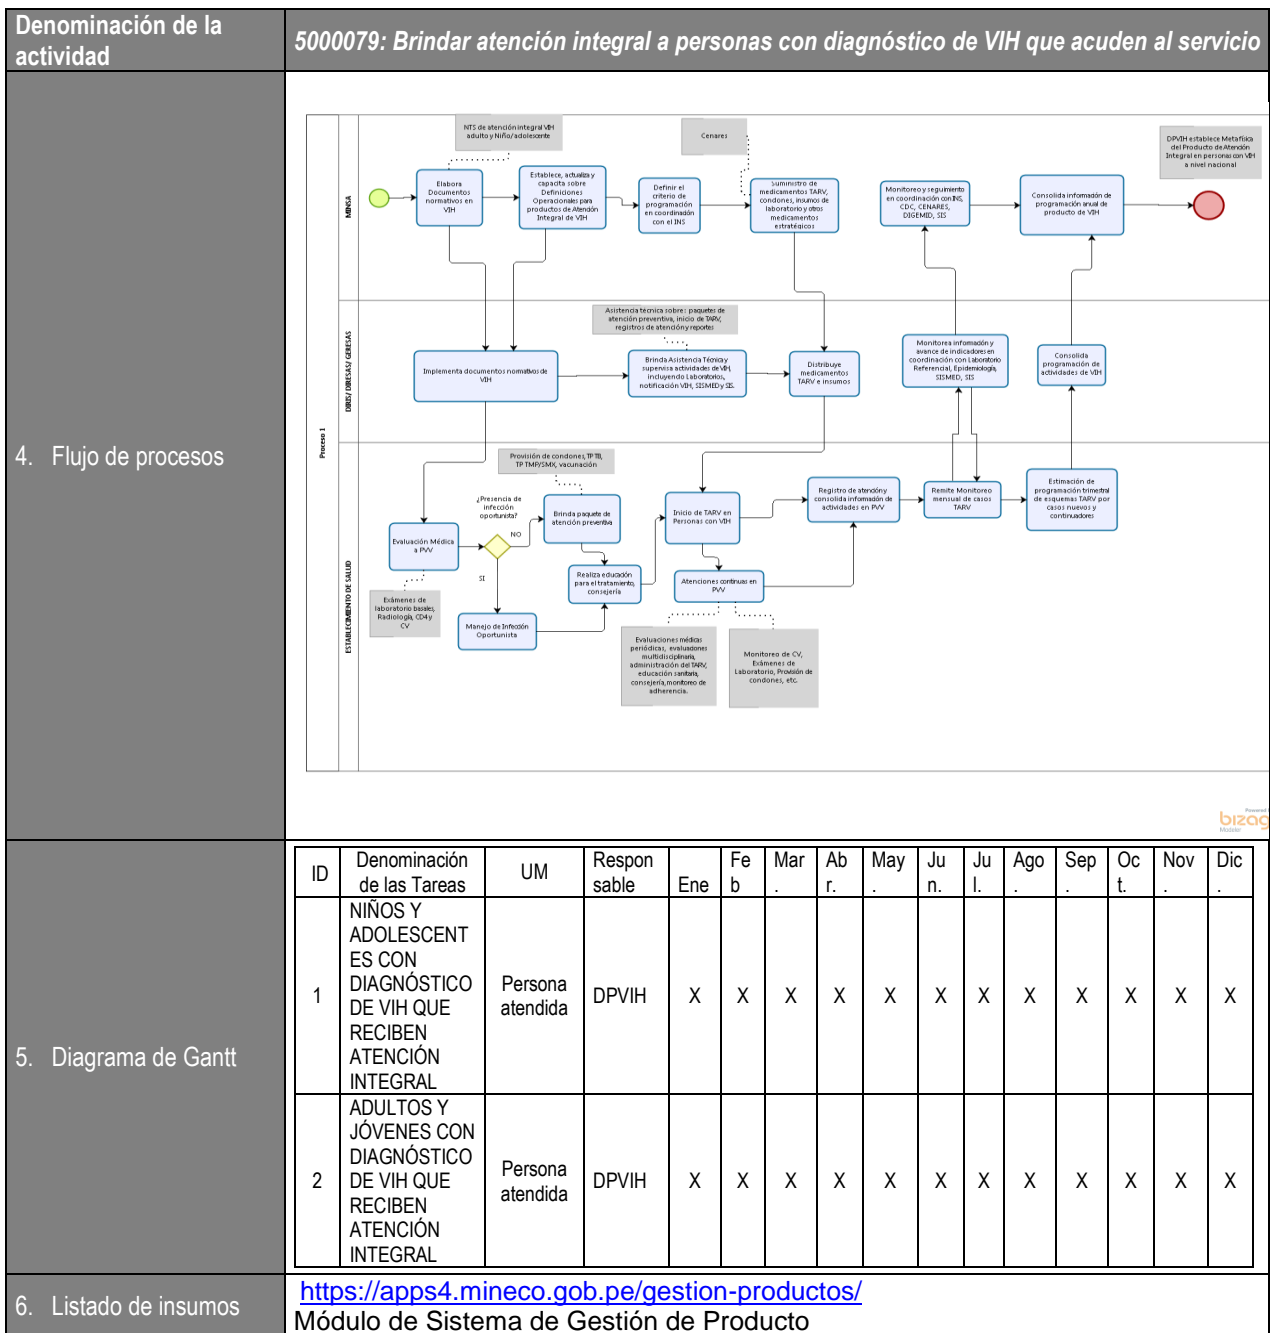 Denominación de la
actividad
5000079: Brindar atención integral a personas con diagnóstico de VIH que acuden al servicio
4. Flujo de procesos
Proceso 1
MINSA
NTS de atención integral VIH
adulto y Niño/adolescente
Cenares
DPVIH establece Meta física
del Producto de Atención
Integral en personas con VIH
a nivel nacional
Elabora
Documentos
normativos en
VIH
Establece, actualiza y
capacita sobre
Definiciones
Operacionales para
productos de Atención
Integral de VIH
Definir el
criterio de
programación
en coordinación
con el INS
Suministro de
medicamentos TARV,
condones, insumos de
laboratorio y otros
medicamentos
estratégicos
Monitoreo y seguimiento
en coordinación con INS,
CDC, CENARES,
DIGEMID, SIS
Consolida información de
programación anual de
producto de VIH
DIRIS/ DIRESAS/ GERESAS
Asistencia técnica sobre: paquetes de
atención preventiva, inicio de TARV,
registros de atención y reportes
Implementa documentos normativos de
VIH
Brinda Asistencia Técnica y
supervisa actividades de VIH,
incluyendo Laboratorios,
notificación VIH, SISMED y SIS.
Distribuye
medicamentos
TARV e insumos
Monitorea información y
avance de indicadores en
coordinación con Laboratorio
Referencial, Epidemiología,
SISMED, SIS
Consolida
programación de
actividades de VIH
ESTABLECIMIENTO DE SALUD
Provisión de condones, TPTB,
TP TMP/SMX, vacunación
¿Presencia de
infección
oportunista?
NO
SI
Evaluación Médica
a PVV
Exámenes de
laboratorio basales,
Radiología, CD4 y
CV
Brinda paquete de
atención preventiva
Manejo de Infección
Oportunista
Realiza educación
para el tratamiento,
consejería
Inicio de TARV en
Personas con VIH
Atenciones continuas en
PVV
Evaluaciones médicas
periódicas, evaluaciones
multidisciplinaria,
administración del TARV,
educación sanitaria,
consejería, monitoreo de
adherencia.
Monitoreo de CV,
Exámenes de
Laboratorio, Provisión de
condones, etc.
Registro de atención y
consolida información de
actividades en PVV
Remite Monitoreo
mensual de casos
TARV
Estimación de
programación trimestral
de esquemas TARV por
casos nuevos y
continuadores
Powered
bizag
Modeler
5. Diagrama de Gantt
ID Denominación de las Tareas UM Respon sable Ene Fe b Mar . Ab r. May . Ju n. Ju l. Ago . Sep . Oc t. Nov . Dic .
1
NIÑOS Y
ADOLESCENT
ES CON
DIAGNÓSTICO
DE VIH QUE
RECIBEN
ATENCIÓN
INTEGRAL
Persona
atendida
DPVIH X X X X X X X X X X X X
2
ADULTOS Y
JÓVENES CON
DIAGNÓSTICO
DE VIH QUE
RECIBEN
ATENCIÓN
INTEGRAL
Persona
atendida
DPVIH X X X X X X X X X X X X
6. Listado de insumos
https://apps4.mineco.gob.pe/gestion-productos/
Módulo de Sistema de Gestión de Producto